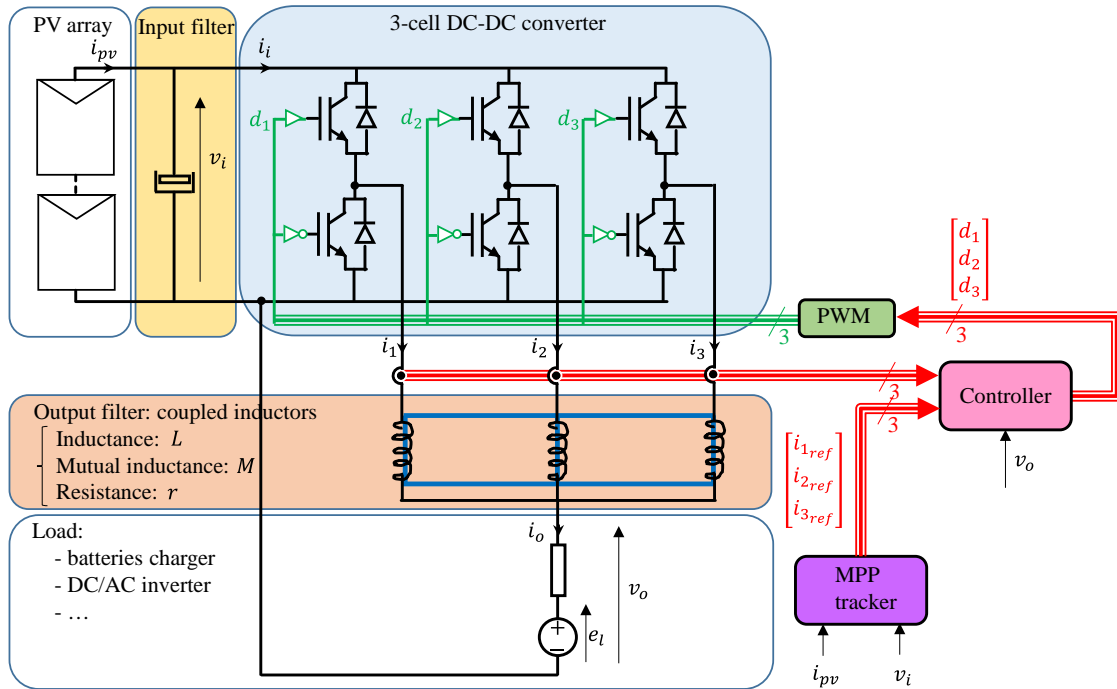 PV array
Input filter
3-cell DC-DC converter
i_pv
i_i
v_i
d_1
d_2
d_3
[d_1
d_2
d_3]
3
PWM
3
i_1
i_2
i_3
3
3
Controller
v_o
Output filter: coupled inductors
Inductance: L
Mutual inductance: M
Resistance: r
[i_1ref
i_2ref
i_3ref]
Load:
- batteries charger
- DC/AC inverter
- …
i_o
+
−
e_l
v_o
MPP
tracker
i_pv
v_i